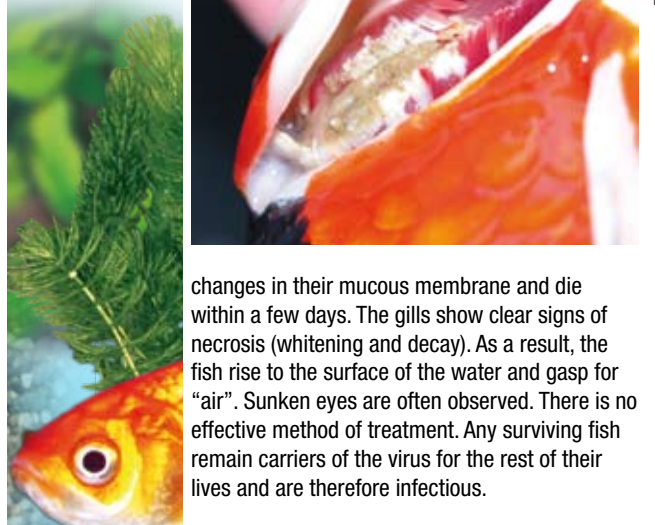 changes in their mucous membrane and die
within a few days. The gills show clear signs of
necrosis (whitening and decay). As a result, the
fish rise to the surface of the water and gasp for
“air”. Sunken eyes are often observed. There is no
effective method of treatment. Any surviving fish
remain carriers of the virus for the rest of their
lives and are therefore infectious.